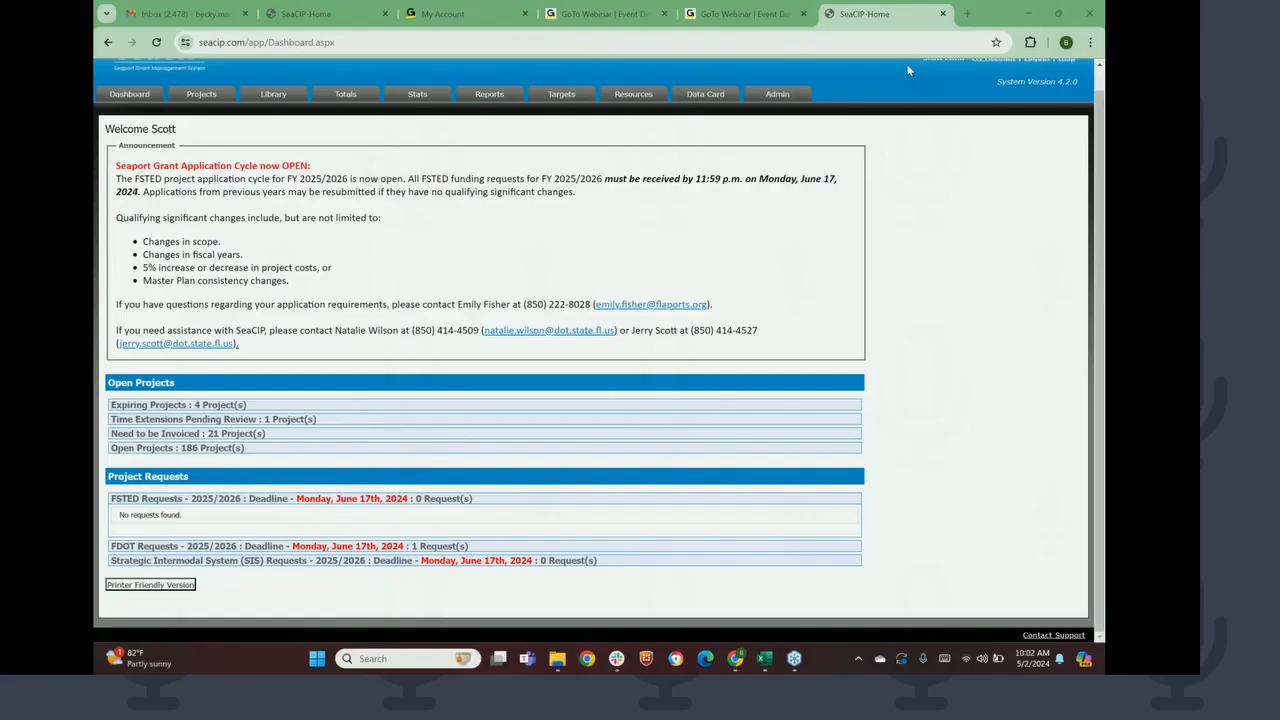 Inbox (2,478) - becky.ma
SeaCIP-Home
My Account
GoTo Webinar | Event Di
GoTo Webinar | Event Da
SeaCIP-Home
seacip.com/app/Dashboard.aspx
B
Seaport Grant Management System
System Version 4.2.0
Dashboard Projects Library Totals Stats Reports Targets Resources Data Card Admin
Welcome Scott
Announcement
Seaport Grant Application Cycle now OPEN:
The FSTED project application cycle for FY 2025/2026 is now open. All FSTED funding requests for FY 2025/2026 must be received by 11:59 p.m. on Monday, June 17,
2024. Applications from previous years may be resubmitted if they have no qualifying significant changes.
Qualifying significant changes include, but are not limited to:
• Changes in scope.
• Changes in fiscal years.
• 5% increase or decrease in project costs, or
• Master Plan consistency changes.
If you have questions regarding your application requirements, please contact Emily Fisher at (850) 222-8028 (emily.fisher@flaports.org).
If you need assistance with SeaCIP, please contact Natalie Wilson at (850) 414-4509 (natalie.wilson@dot.state.fl.us) or Jerry Scott at (850) 414-4527
(jerry.scott@dot.state.fl.us).
Open Projects
Expiring Projects : 4 Project(s)
Time Extensions Pending Review : 1 Project(s)
Need to be Invoiced : 21 Project(s)
Open Projects : 186 Project(s)
Project Requests
FSTED Requests - 2025/2026 : Deadline - Monday, June 17th, 2024 : 0 Request(s)
No requests found.
FDOT Requests - 2025/2026 : Deadline - Monday, June 17th, 2024 : 1 Request(s)
Strategic Intermodal System (SIS) Requests - 2025/2026 : Deadline - Monday, June 17th, 2024 : 0 Request(s)
Printer Friendly Version
Contact Support
1
82°F
Partly sunny
Search
10:02 AM
5/2/2024